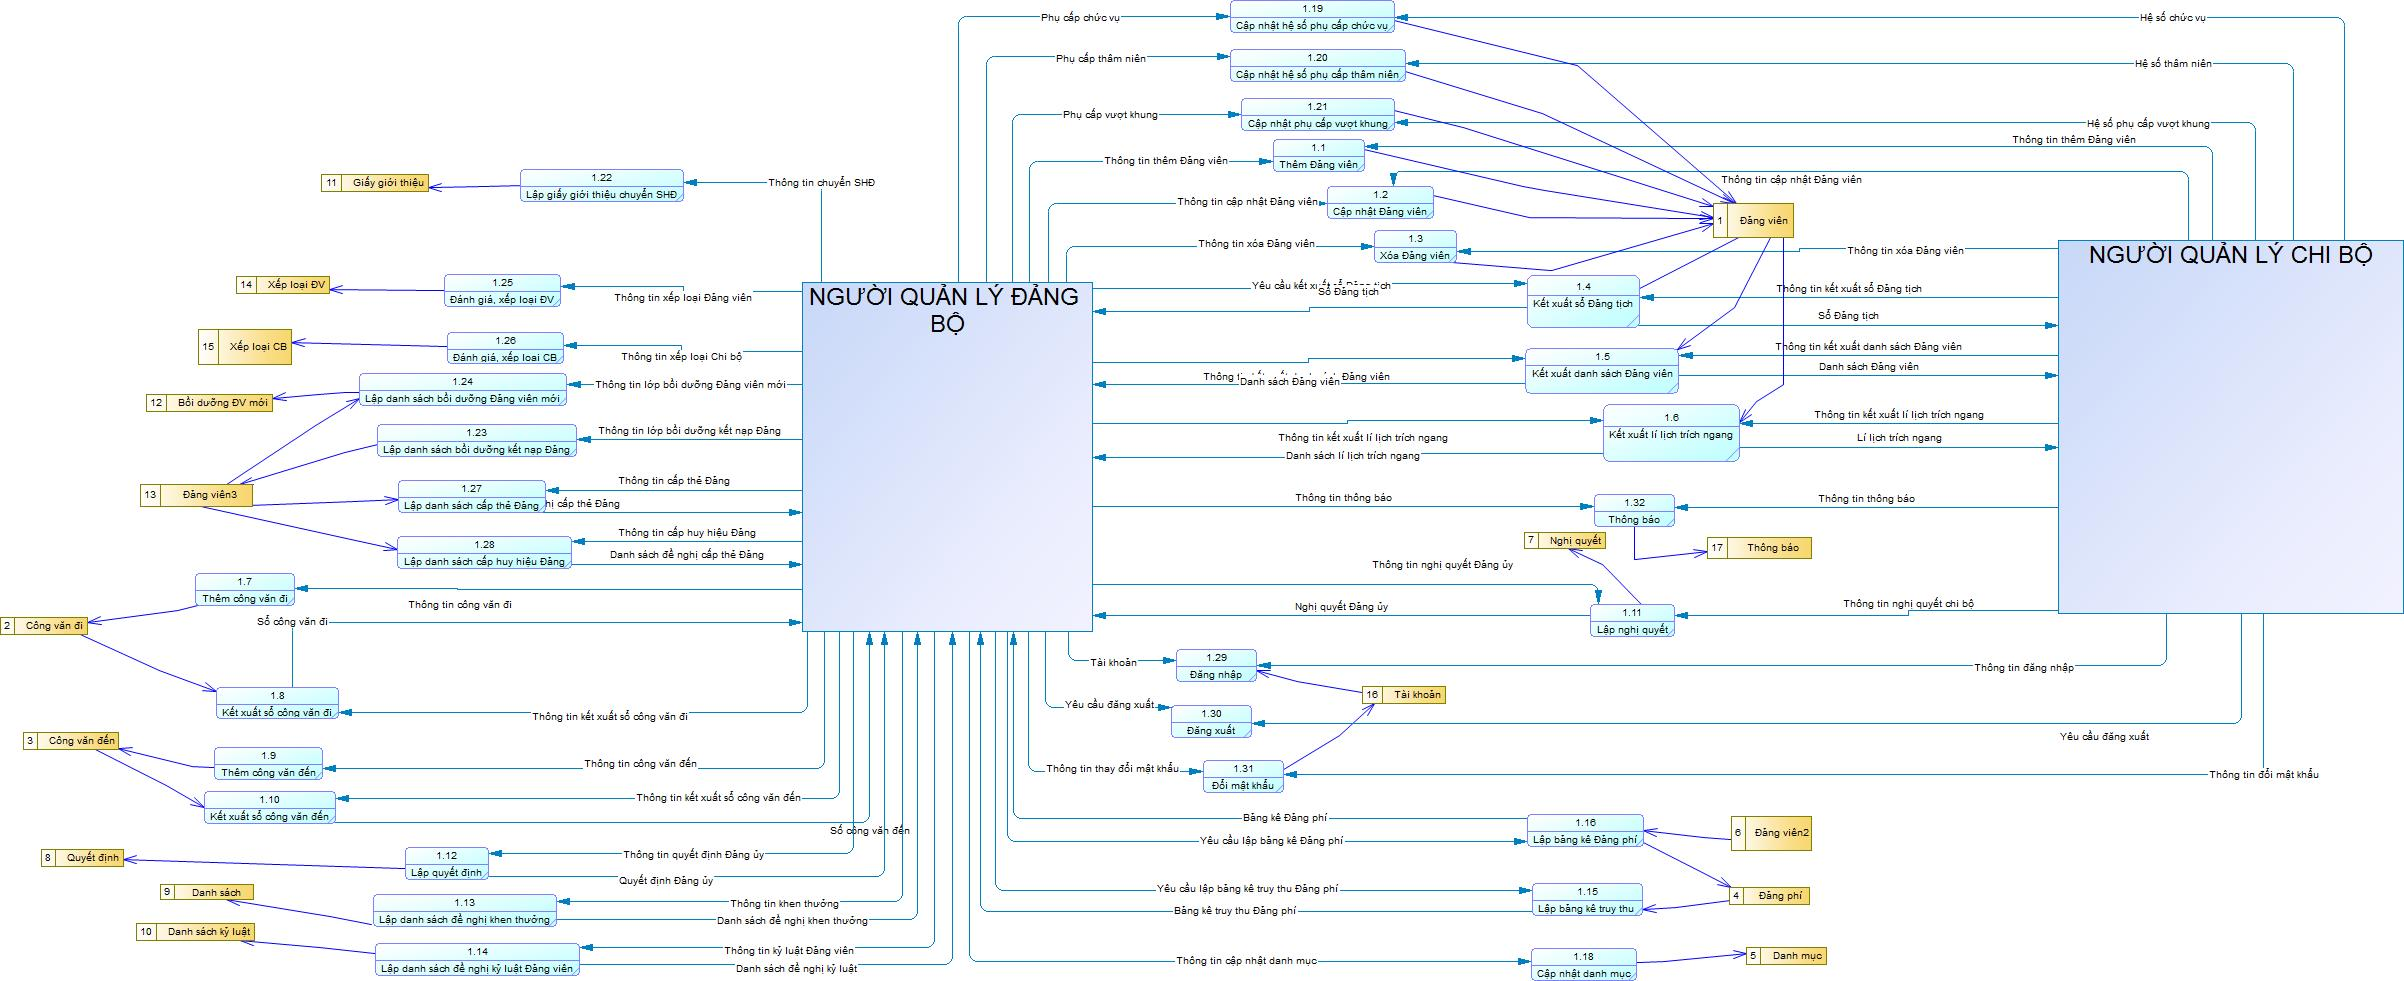 1.19
Phụ cấp chức vụ
Cập nhật hệ số phụ cấp chức vụ
Hệ số chức vụ
1.20
Phụ cấp thâm niên
Cập nhật hệ số phụ cấp thâm niên
Hệ số thâm niên
1.21
Phụ cấp vượt khung
Cập nhật phụ cấp vượt khung
Hệ số phụ cấp vượt khung
1.1
Thông tin thêm Đảng viên
Thêm Đảng viên
Thông tin thêm Đảng viên
11 Giấy giới thiệu
1.22
Lập giấy giới thiệu chuyển SHĐ
Thông tin chuyển SHĐ
1.2
Thông tin cập nhật Đảng viên
Cập nhật Đảng viên
Thông tin cập nhật Đảng viên
1 Đảng viên
1.3
Thông tin xóa Đảng viên
Xóa Đảng viên
Thông tin xóa Đảng viên
NGƯỜI QUẢN LÝ CHI BỘ
14 Xếp loại ĐV
1.25
Đánh giá, xếp loại ĐV
Thông tin xếp loại Đảng viên
NGƯỜI QUẢN LÝ ĐẢNG
BỘ
Yêu cầu kết xuất sổ Đảng tịch
Sổ Đảng tịch
1.4
Kết xuất sổ Đảng tịch
Thông tin kết xuất sổ Đảng tịch
Sổ Đảng tịch
15 Xếp loại CB
1.26
Đánh giá, xếp loại CB
Thông tin xếp loại Chi bộ
1.5
Kết xuất danh sách Đảng viên
Thông tin kết xuất danh sách Đảng viên
Danh sách Đảng viên
Đảng viên
Danh sách Đảng viên
12 Bồi dưỡng ĐV mới
1.24
Lập danh sách bồi dưỡng Đảng viên mới
Thông tin lớp bồi dưỡng Đảng viên mới
1.23
Lập danh sách bồi dưỡng kết nạp Đảng
Thông tin lớp bồi dưỡng kết nạp Đảng
1.6
Kết xuất lí lịch trích ngang
Thông tin kết xuất lí lịch trích ngang
Danh sách lí lịch trích ngang
Thông tin kết xuất lí lịch trích ngang
Lí lịch trích ngang
13 Đảng viên3
1.27
Lập danh sách cấp thẻ Đảng
Thông tin cấp thẻ Đảng
cấp thẻ Đảng
1.28
Lập danh sách cấp huy hiệu Đảng
Thông tin cấp huy hiệu Đảng
Danh sách đề nghị cấp thẻ Đảng
Thông tin thông báo
1.32
Thông báo
Thông tin thông báo
7 Nghị quyết
17 Thông báo
Thông tin nghị quyết Đảng ủy
Nghị quyết Đảng ủy
1.11
Lập nghị quyết
Thông tin nghị quyết chi bộ
1.7
Thêm công văn đi
Thông tin công văn đi
2 Công văn đi
Sổ công văn đi
1.8
Kết xuất sổ công văn đi
Thông tin kết xuất sổ công văn đi
Tài khoản
1.29
Đăng nhập
Thông tin đăng nhập
16 Tài khoản
Yêu cầu đăng xuất
1.30
Đăng xuất
Yêu cầu đăng xuất
3 Công văn đến
1.9
Thêm công văn đến
Thông tin công văn đến
Thông tin thay đổi mật khẩu
1.31
Đổi mật khẩu
Thông tin đổi mật khẩu
1.10
Kết xuất sổ công văn đến
Thông tin kết xuất sổ công văn đến
Số công văn đến
Bảng kê Đảng phí
Yêu cầu lập bảng kê Đảng phí
1.16
Lập bảng kê Đảng phí
6 Đảng viên2
8 Quyết định
1.12
Lập quyết định
Thông tin quyết định Đảng ủy
Quyết định Đảng ủy
9 Danh sách
1.13
Lập danh sách đề nghị khen thưởng
Thông tin khen thưởng
Danh sách đề nghị khen thưởng
Yêu cầu lập bảng kê truy thu Đảng phí
Bảng kê truy thu Đảng phí
1.15
Lập bảng kê truy thu
4 Đảng phí
10 Danh sách kỷ luật
1.14
Lập danh sách đề nghị kỷ luật Đảng viên
Thông tin kỷ luật Đảng viên
Danh sách đề nghị kỷ luật
Thông tin cập nhật danh mục
1.18
Cập nhật danh mục
5 Danh mục